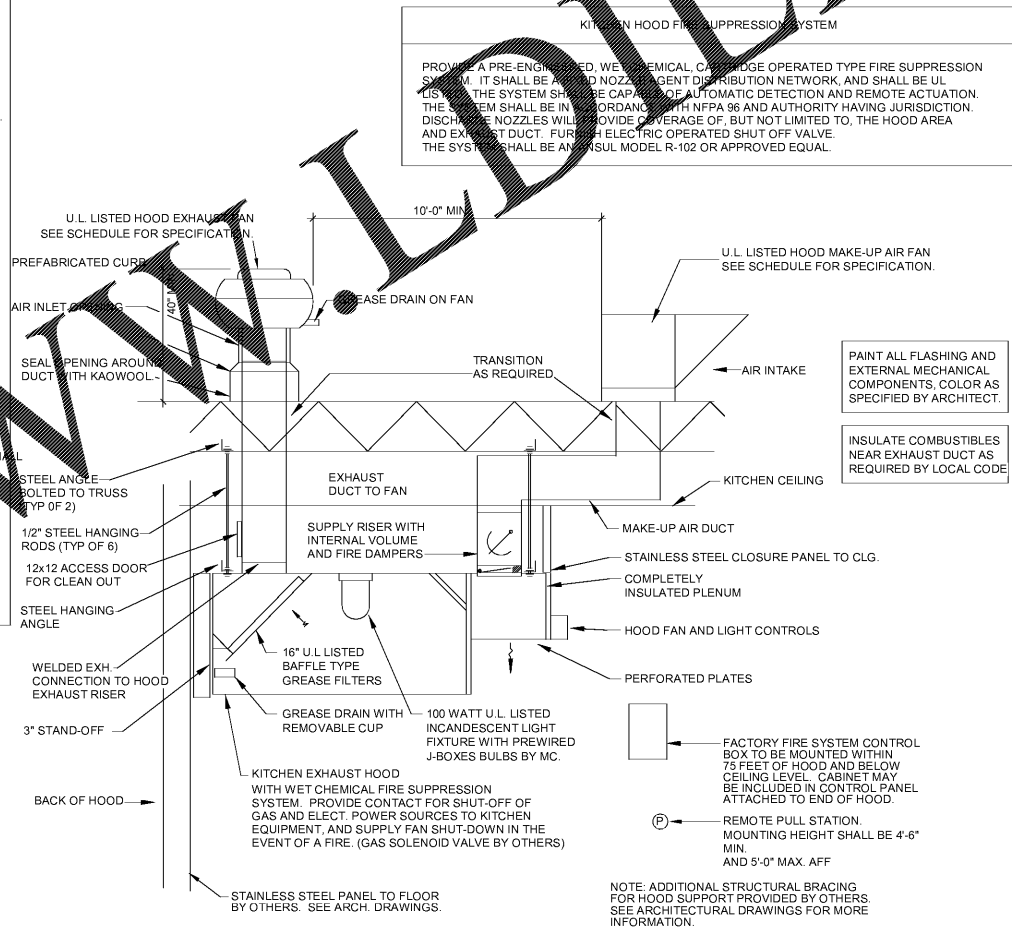 KITCHEN HOOD FIRE SUPPRESSION SYSTEM
PROVIDE A PRE-ENGINEERED, WET CHEMICAL, CARTRIDGE OPERATED TYPE FIRE SUPPRESSION
SYSTEM. IT SHALL BE A FIXED NOZZLE AGENT DISTRIBUTION NETWORK, AND SHALL BE UL
LISTED. THE SYSTEM SHALL BE CAPABLE OF AUTOMATIC DETECTION AND REMOTE ACTUATION.
THE SYSTEM SHALL BE IN ACCORDANCE WITH NFPA 96 AND AUTHORITY HAVING JURISDICTION.
DISCHARGE NOZZLES WILL PROVIDE COVERAGE OF, BUT NOT LIMITED TO, THE HOOD AREA
AND EXHAUST DUCT. FURNISH ELECTRIC OPERATED SHUT OFF VALVE.
THE SYSTEM SHALL BE AN ANSUL MODEL R-102 OR APPROVED EQUAL.
10'-0" MIN.
U.L. LISTED HOOD EXHAUST FAN
SEE SCHEDULE FOR SPECIFICATION.
U.L. LISTED HOOD MAKE-UP AIR FAN
SEE SCHEDULE FOR SPECIFICATION.
PREFABRICATED CURB
40" MIN.
AIR INLET OPENING
GREASE DRAIN ON FAN
SEAL OPENING AROUND
DUCT WITH KAOWOOL.
TRANSITION
AS REQUIRED
AIR INTAKE
PAINT ALL FLASHING AND
EXTERNAL MECHANICAL
COMPONENTS, COLOR AS
SPECIFIED BY ARCHITECT.
INSULATE COMBUSTIBLES
NEAR EXHAUST DUCT AS
REQUIRED BY LOCAL CODE
STEEL ANGLE
BOLTED TO TRUSS
(TYP OF 2)
EXHAUST
DUCT TO FAN
KITCHEN CEILING
1/2" STEEL HANGING
RODS (TYP OF 6)
SUPPLY RISER WITH
INTERNAL VOLUME
AND FIRE DAMPERS
MAKE-UP AIR DUCT
12x12 ACCESS DOOR
FOR CLEAN OUT
STAINLESS STEEL CLOSURE PANEL TO CLG.
COMPLETELY
INSULATED PLENUM
STEEL HANGING
ANGLE
HOOD FAN AND LIGHT CONTROLS
WELDED EXH.
CONNECTION TO HOOD
EXHAUST RISER
16" U.L LISTED
BAFFLE TYPE
GREASE FILTERS
PERFORATED PLATES
3" STAND-OFF
GREASE DRAIN WITH
REMOVABLE CUP
100 WATT U.L. LISTED
INCANDESCENT LIGHT
FIXTURE WITH PREWIRED
J-BOXES BULBS BY MC.
FACTORY FIRE SYSTEM CONTROL
BOX TO BE MOUNTED WITHIN
75 FEET OF HOOD AND BELOW
CEILING LEVEL. CABINET MAY
BE INCLUDED IN CONTROL PANEL
ATTACHED TO END OF HOOD.
KITCHEN EXHAUST HOOD
WITH WET CHEMICAL FIRE SUPPRESSION
SYSTEM. PROVIDE CONTACT FOR SHUT-OFF OF
GAS AND ELECT. POWER SOURCES TO KITCHEN
EQUIPMENT, AND SUPPLY FAN SHUT-DOWN IN THE
EVENT OF A FIRE. (GAS SOLENOID VALVE BY OTHERS)
BACK OF HOOD
P
REMOTE PULL STATION.
MOUNTING HEIGHT SHALL BE 4'-6"
MIN.
AND 5'-0" MAX. AFF
STAINLESS STEEL PANEL TO FLOOR
BY OTHERS. SEE ARCH. DRAWINGS.
NOTE: ADDITIONAL STRUCTURAL BRACING
FOR HOOD SUPPORT PROVIDED BY OTHERS.
SEE ARCHITECTURAL DRAWINGS FOR MORE
INFORMATION.